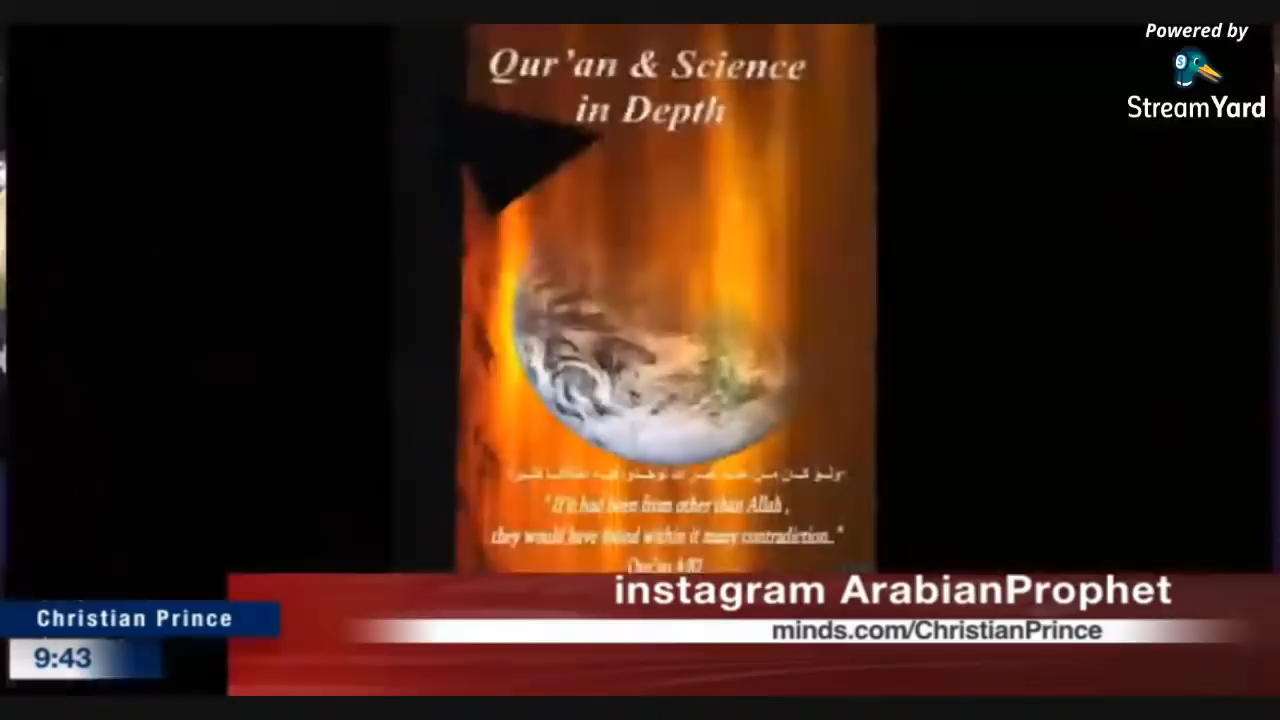 Powered by
StreamYard
Qur'an & Science
in Depth
"If it had been from other than Allah ,
they would have found within it many contradiction. "
instagram ArabianProphet
minds.com/ChristianPrince
Christian Prince
9:43